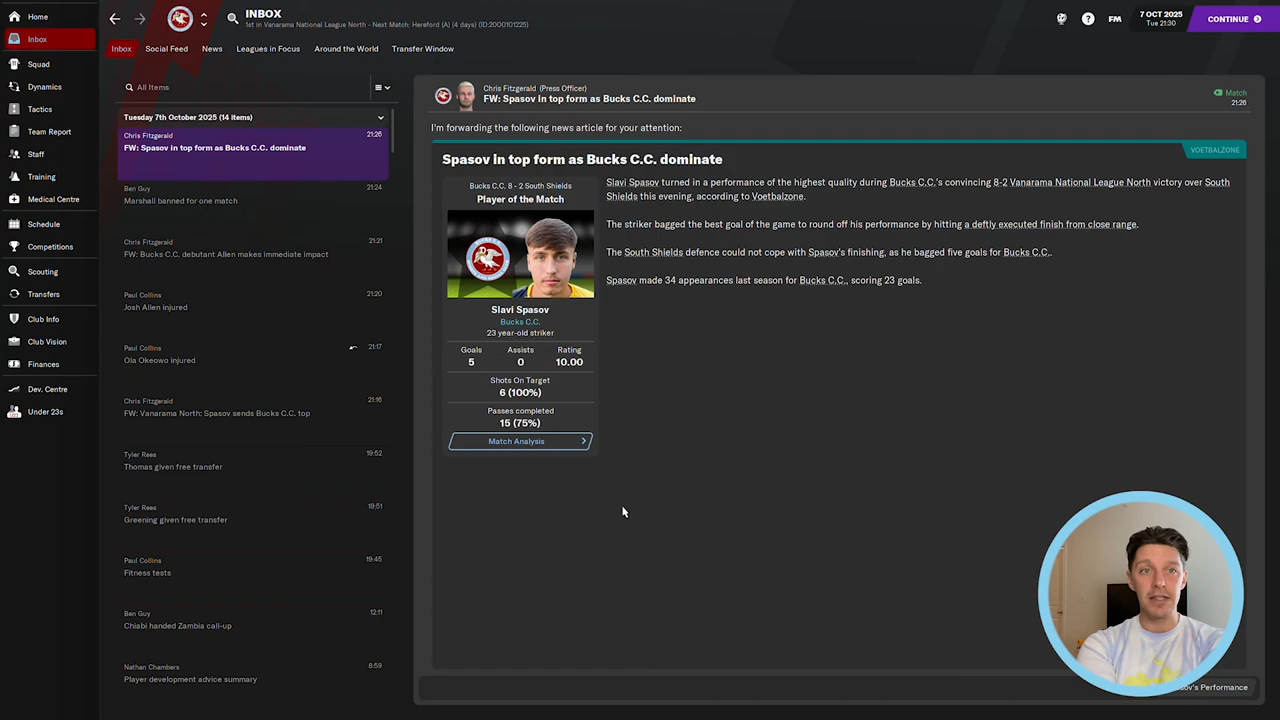 Home
Inbox
Squad
Dynamics
Tactics
Team Report
Staff
Training
Medical Centre
Schedule
Competitions
Scouting
Transfers
Club Info
Club Vision
Finances
Dev. Centre
Under 23s
INBOX
1st in Vanarama National League North - Next Match: Hereford (A) (4 days) (ID:2000101225)
FM
7 OCT 2025
Tue 21:30
CONTINUE
Inbox
Social Feed
News
Leagues in Focus
Around the World
Transfer Window
All Items
Tuesday 7th October 2025 (14 items)
Chris Fitzgerald 21:26
FW: Spasov in top form as Bucks C.C. dominate
Ben Guy 21:24
Marshall banned for one match
Chris Fitzgerald 21:21
FW: Bucks C.C. debutant Allen makes immediate impact
Paul Collins 21:20
Josh Allen injured
Paul Collins 21:17
Ola Okeowo injured
Chris Fitzgerald 21:16
FW: Vanarama North: Spasov sends Bucks C.C. top
Tyler Rees 19:52
Thomas given free transfer
Tyler Rees 19:51
Greening given free transfer
Paul Collins 19:45
Fitness tests
Ben Guy 12:11
Chiabi handed Zambia call-up
Nathan Chambers 8:59
Player development advice summary
Chris Fitzgerald (Press Officer)
FW: Spasov in top form as Bucks C.C. dominate
Match
21:26
I'm forwarding the following news article for your attention:
VOETBALZONE
Spasov in top form as Bucks C.C. dominate
Bucks C.C. 8 - 2 South Shields
Player of the Match
Slavi Spasov
Bucks C.C.
23 year-old striker
Goals Assists Rating
5 0 10.00
Shots On Target
6 (100%)
Passes completed
15 (75%)
Match Analysis
Slavi Spasov turned in a performance of the highest quality during Bucks C.C.'s convincing 8-2 Vanarama National League North victory over South
Shields this evening, according to Voetbalzone.
The striker bagged the best goal of the game to round off his performance by hitting a deftly executed finish from close range.
The South Shields defence could not cope with Spasov's finishing, as he bagged five goals for Bucks C.C..
Spasov made 34 appearances last season for Bucks C.C., scoring 23 goals.
Performance